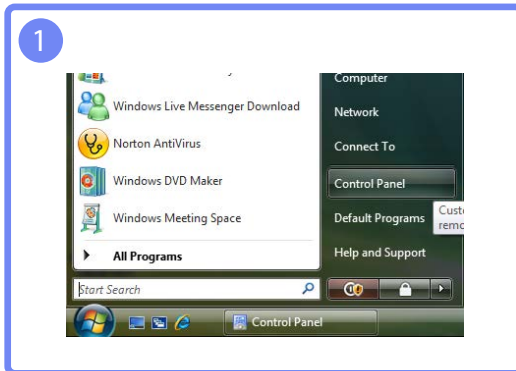 1
Computer
Windows Live Messenger Download
Network
Norton AntiVirus
Connect To
Windows DVD Maker
Control Panel
Windows Meeting Space
Default Programs
All Programs
Help and Support
Start Search
Control Panel